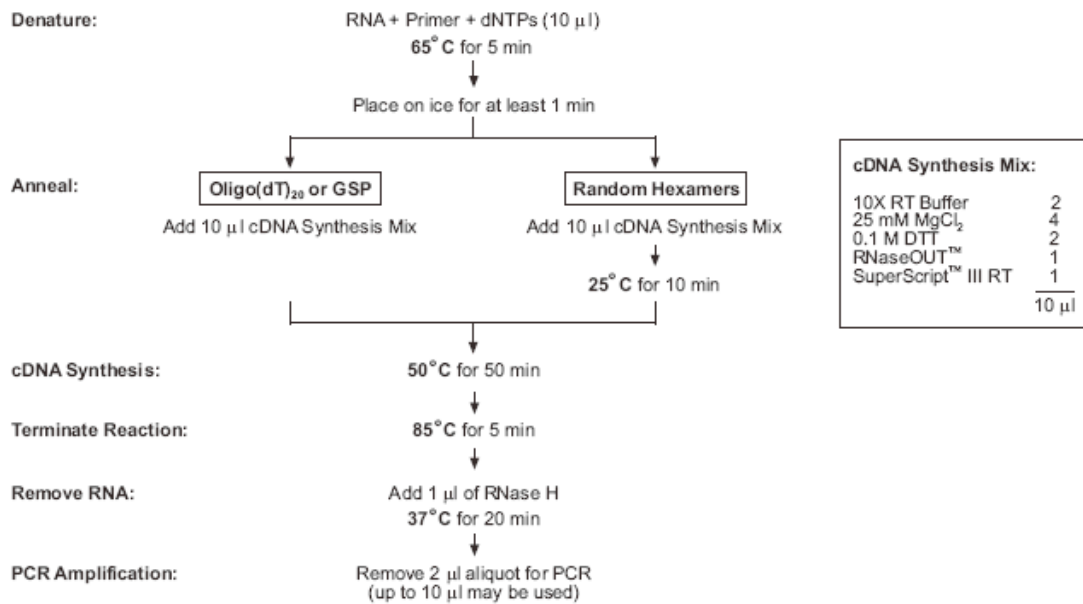 Denature:
RNA + Primer + dNTPs (10 µl)
65°C for 5 min
Place on ice for at least 1 min
Anneal:
Oligo(dT)₂₀ or GSP
Random Hexamers
Add 10 µl cDNA Synthesis Mix
Add 10 µl cDNA Synthesis Mix
25°C for 10 min
cDNA Synthesis Mix:
10X RT Buffer 2
25 mM MgCl₂ 4
0.1 M DTT 2
RNaseOUT™ 1
SuperScript™ III RT 1
10 µl
cDNA Synthesis:
50°C for 50 min
Terminate Reaction:
85°C for 5 min
Remove RNA:
Add 1 µl of RNase H
37°C for 20 min
PCR Amplification:
Remove 2 µl aliquot for PCR
(up to 10 µl may be used)